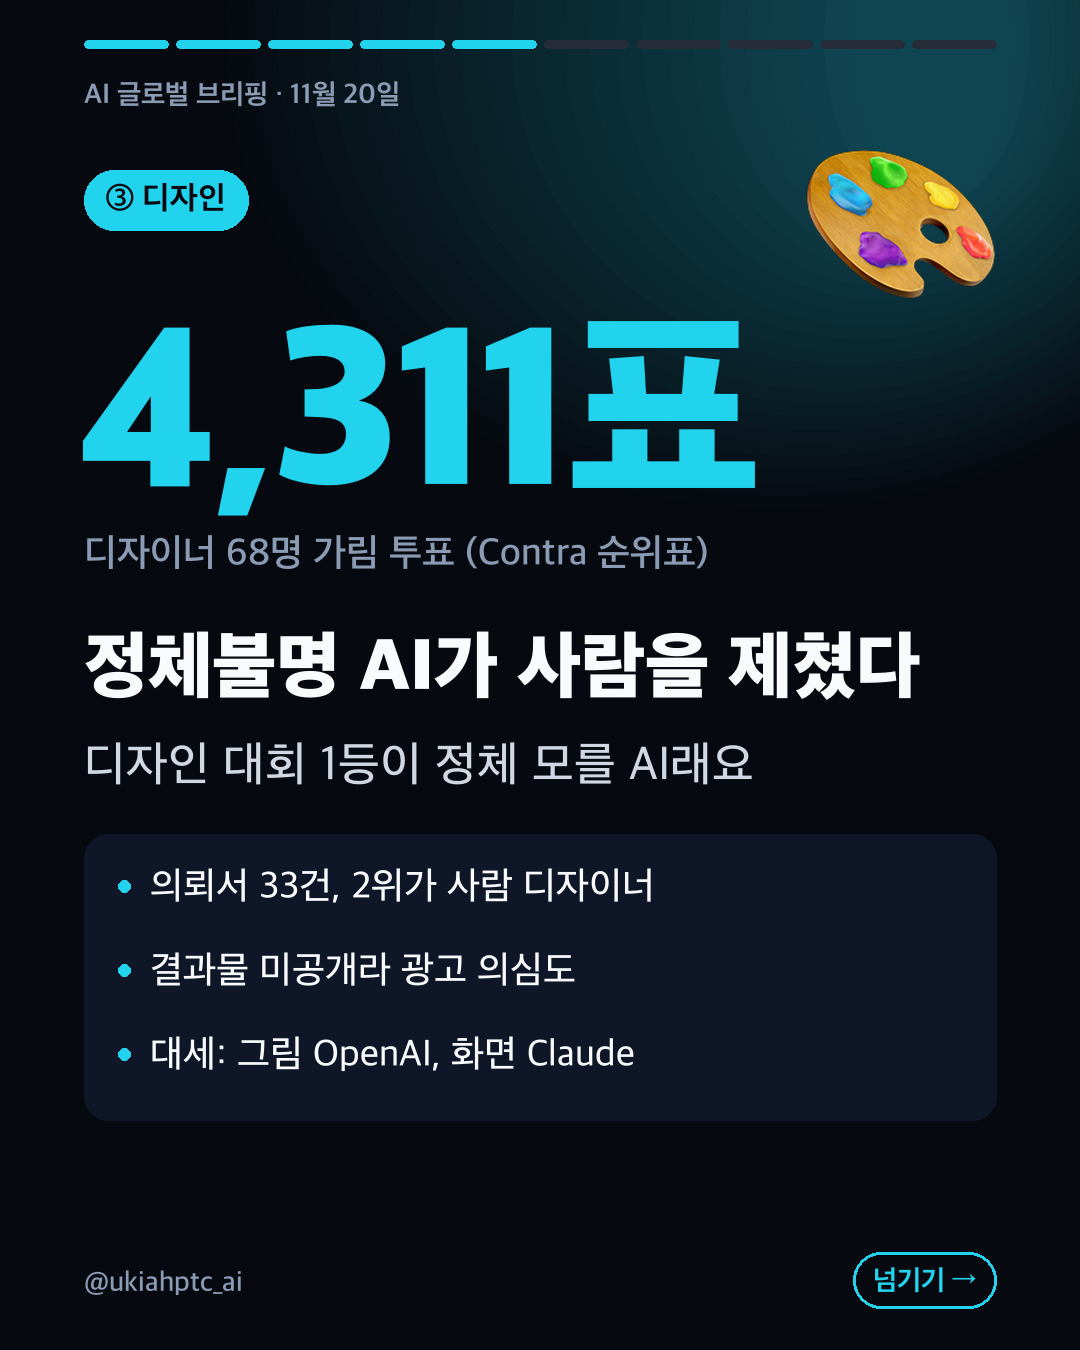 AI 글로벌 브리핑 · 11월 20일
③ 디자인
4,311표
디자이너 68명 가림 투표 (Contra 순위표)
정체불명 AI가 사람을 제쳤다
디자인 대회 1등이 정체 모를 AI래요
• 의뢰서 33건, 2위가 사람 디자이너
• 결과물 미공개라 광고 의심도
• 대세: 그림 OpenAI, 화면 Claude
@ukiahptc_ai
넘기기 →